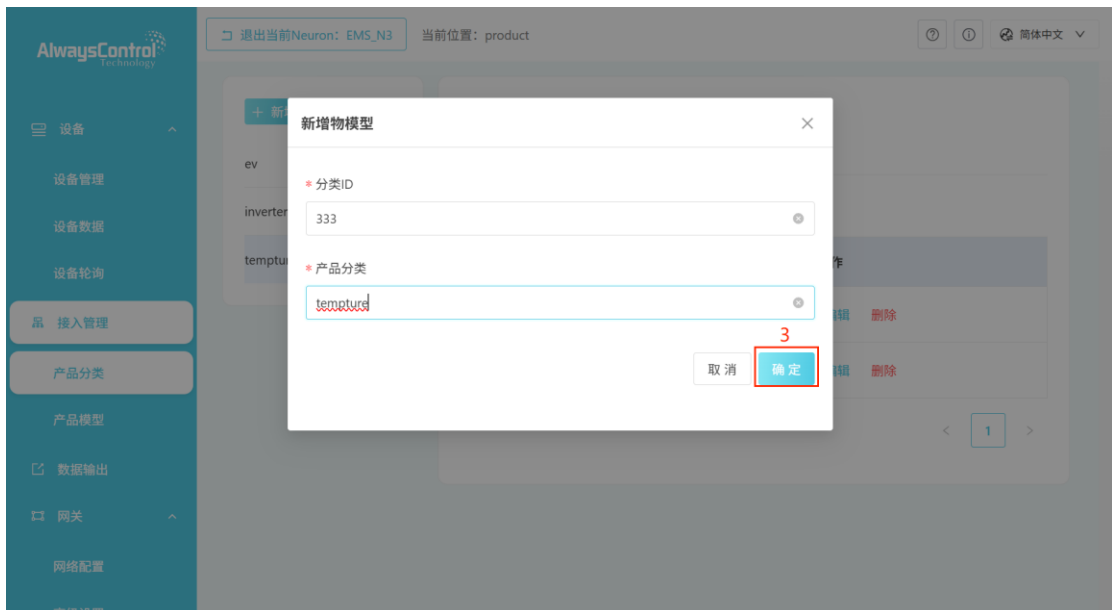 AlwaysControl
Technology
退出当前Neuron：EMS_N3
当前位置：product
简体中文
设备
设备管理
设备数据
设备轮询
接入管理
产品分类
产品模型
数据输出
网关
网络配置
+ 新
ev
inverter
temptu
新增物模型
* 分类ID
333
* 产品分类
tempture
3
取 消
确 定
作
编辑 删除
编辑 删除
< 1 >